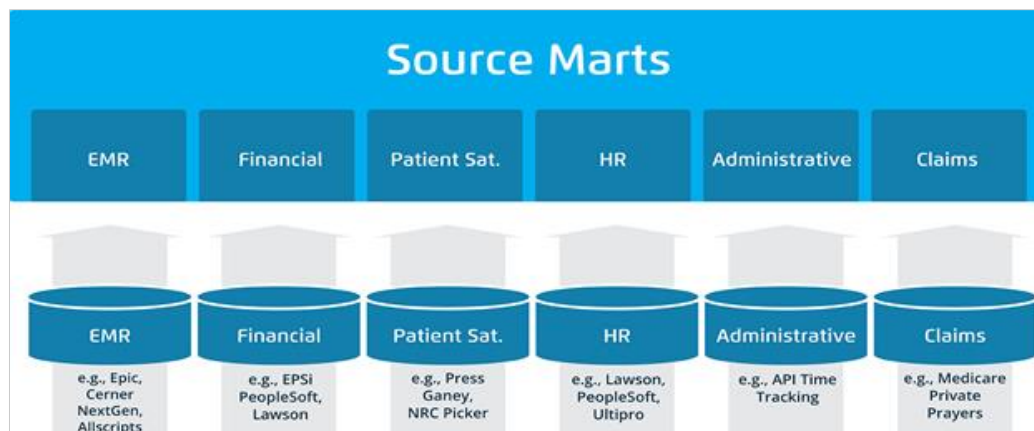 Source Marts
EMR
Financial
Patient Sat.
HR
Administrative
Claims
EMR
Financial
Patient Sat.
HR
Administrative
Claims
e.g., Epic,
Cerner
NextGen,
Allscripts
e.g., EPSi
PeopleSoft,
Lawson
e.g., Press
Ganey,
NRC Picker
e.g., Lawson,
PeopleSoft,
Ultipro
e.g., API Time
Tracking
e.g., Medicare
Private
Prayers